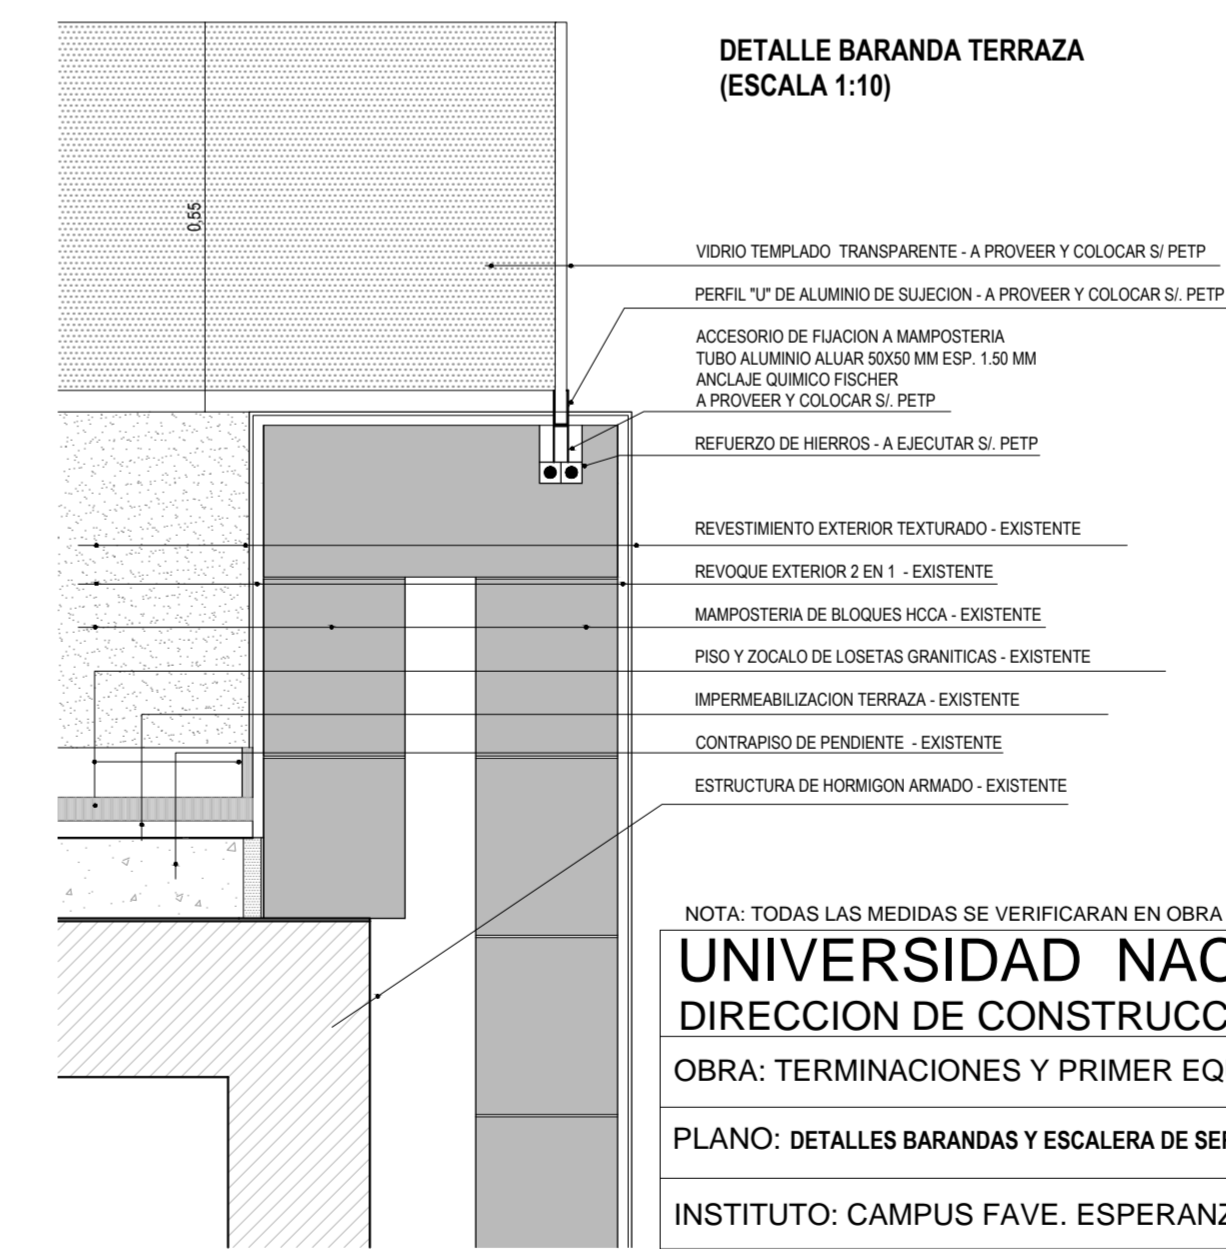 DETALLE BARANDA TERRAZA
(ESCALA 1:10)
0,55
VIDRIO TEMPLADO TRANSPARENTE - A PROVEER Y COLOCAR S/ PETP
PERFIL "U" DE ALUMINIO DE SUJECION - A PROVEER Y COLOCAR S/. PETP
ACCESORIO DE FIJACION A MAMPOSTERIA
TUBO ALUMINIO ALUAR 50X50 MM ESP. 1.50 MM
ANCLAJE QUIMICO FISCHER
A PROVEER Y COLOCAR S/. PETP
REFUERZO DE HIERROS - A EJECUTAR S/. PETP
REVESTIMIENTO EXTERIOR TEXTURADO - EXISTENTE
REVOQUE EXTERIOR 2 EN 1 - EXISTENTE
MAMPOSTERIA DE BLOQUES HCCA - EXISTENTE
PISO Y ZOCALO DE LOSETAS GRANITICAS - EXISTENTE
IMPERMEABILIZACION TERRAZA - EXISTENTE
CONTRAPISO DE PENDIENTE - EXISTENTE
ESTRUCTURA DE HORMIGON ARMADO - EXISTENTE
NOTA: TODAS LAS MEDIDAS SE VERIFICARAN EN OBRA
UNIVERSIDAD NAC
DIRECCION DE CONSTRUCC
OBRA: TERMINACIONES Y PRIMER EQ
PLANO: DETALLES BARANDAS Y ESCALERA DE SE
INSTITUTO: CAMPUS FAVE. ESPERANZ